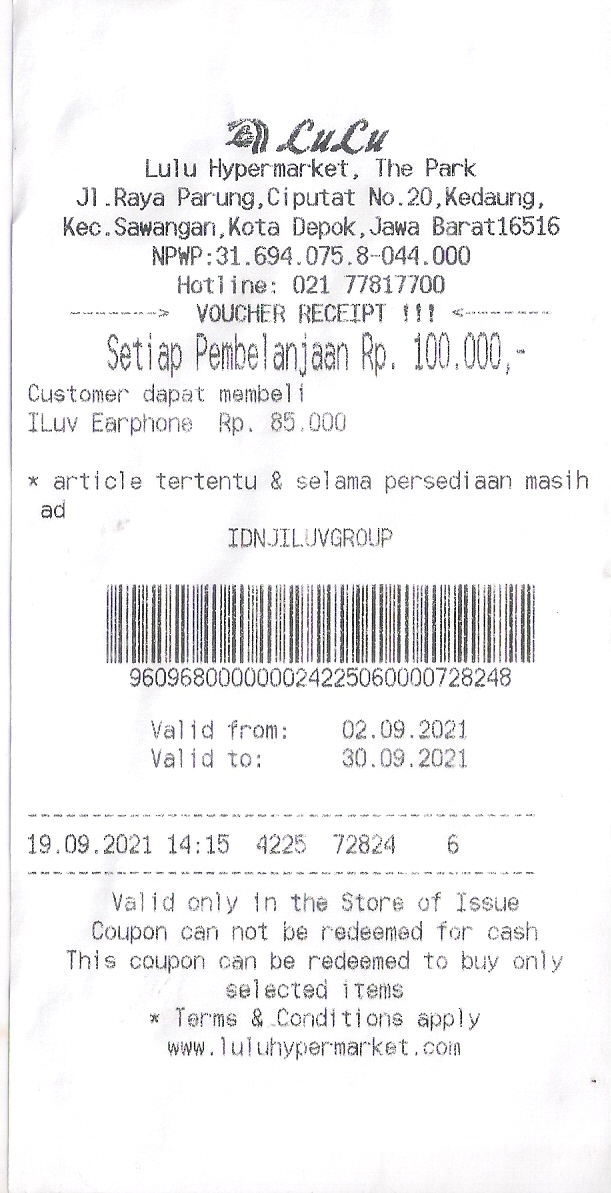 LuLu
Lulu Hypermarket, The Park
Jl.Raya Parung,Ciputat No.20,Kedaung,
Kec.Sawangan,Kota Depok,Jawa Barat16516
NPWP:31.694.075.8-044.000
Hotline: 021 77817700
-------> VOUCHER RECEIPT !!! <-------
Setiap Pembelanjaan Rp. 100.000,-
Customer dapat membeli
ILuv Earphone Rp. 85.000
* article tertentu & selama persediaan masih
ad
IDNJILUVGROUP
960968000000024225060000728248
Valid from: 02.09.2021
Valid to: 30.09.2021
19.09.2021 14:15 4225 72824 6
Valid only in the Store of Issue
Coupon can not be redeemed for cash
This coupon can be redeemed to buy only
selected items
* Terms & Conditions apply
www.luluhypermarket.com